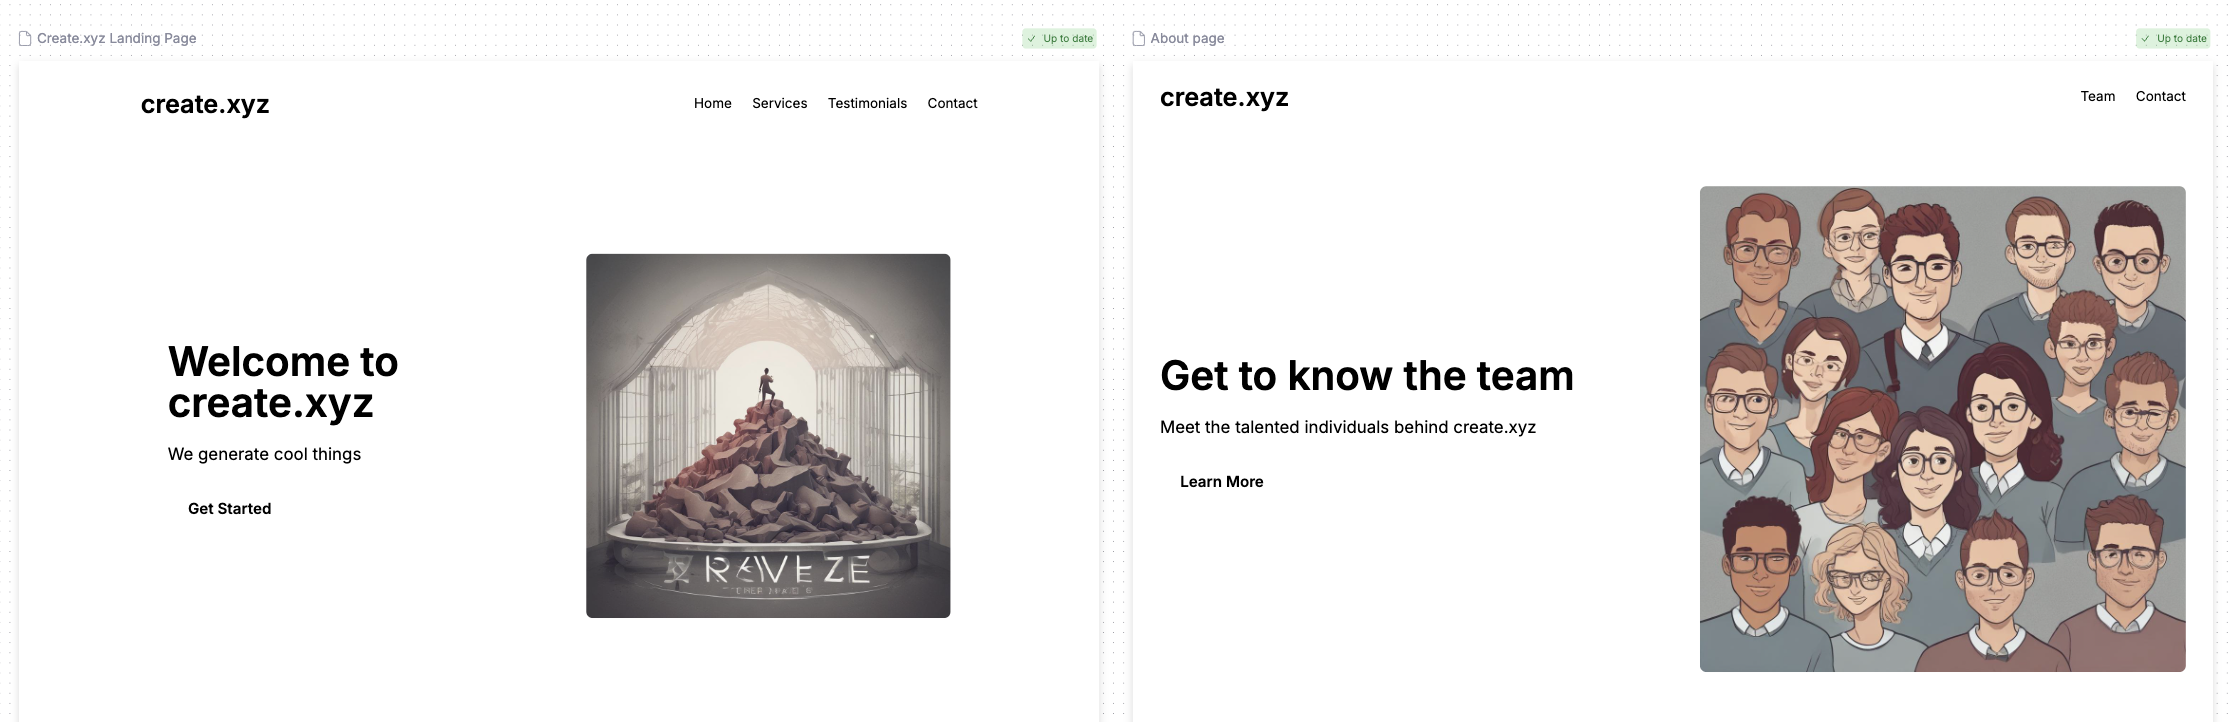 Create.xyz Landing Page
Up to date
create.xyz
Home Services Testimonials Contact
Welcome to
create.xyz
We generate cool things
Get Started
About page
Up to date
create.xyz
Team Contact
Get to know the team
Meet the talented individuals behind create.xyz
Learn More